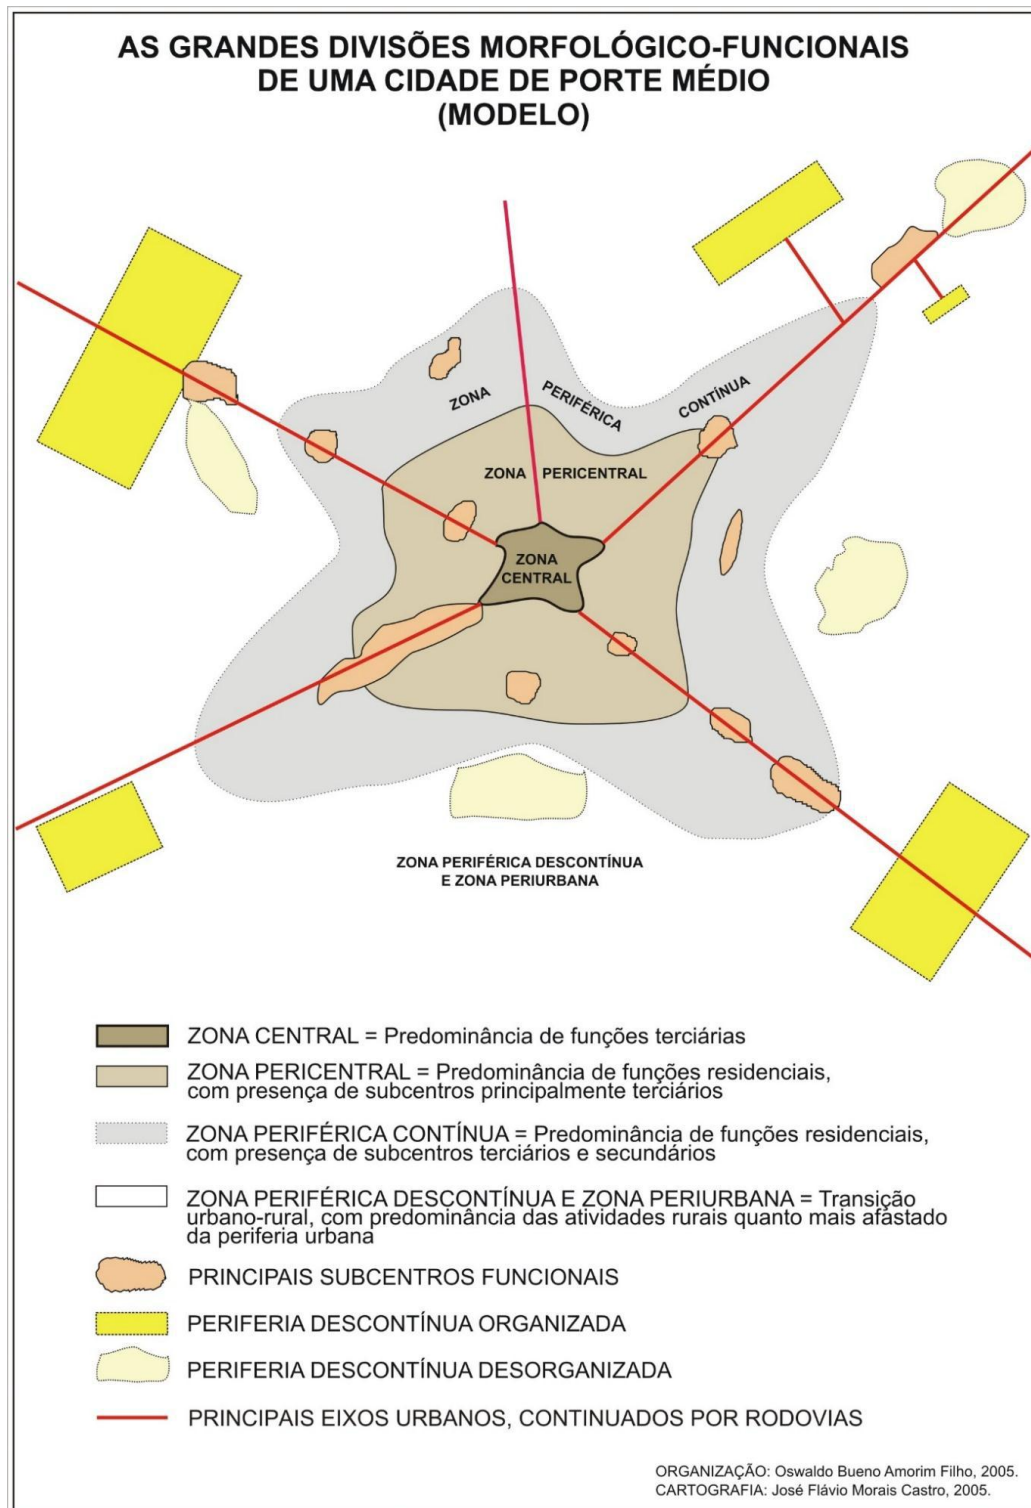 AS GRANDES DIVISÕES MORFOLÓGICO-FUNCIONAIS
DE UMA CIDADE DE PORTE MÉDIO
(MODELO)
ZONA PERIFÉRICA CONTÍNUA
ZONA PERICENTRAL
ZONA
CENTRAL
ZONA PERIFÉRICA DESCONTÍNUA
E ZONA PERIURBANA
ZONA CENTRAL = Predominância de funções terciárias
ZONA PERICENTRAL = Predominância de funções residenciais,
com presença de subcentros principalmente terciários
ZONA PERIFÉRICA CONTÍNUA = Predominância de funções residenciais,
com presença de subcentros terciários e secundários
ZONA PERIFÉRICA DESCONTÍNUA E ZONA PERIURBANA = Transição
urbano-rural, com predominância das atividades rurais quanto mais afastado
da periferia urbana
PRINCIPAIS SUBCENTROS FUNCIONAIS
PERIFERIA DESCONTÍNUA ORGANIZADA
PERIFERIA DESCONTÍNUA DESORGANIZADA
PRINCIPAIS EIXOS URBANOS, CONTINUADOS POR RODOVIAS
ORGANIZAÇÃO: Oswaldo Bueno Amorim Filho, 2005.
CARTOGRAFIA: José Flávio Morais Castro, 2005.